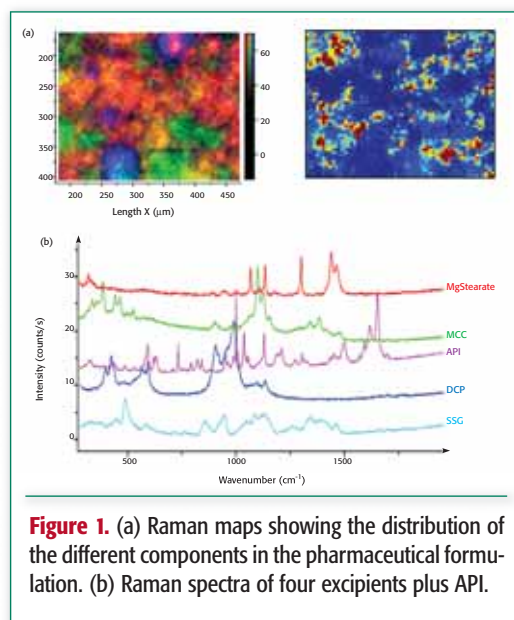 (a)
200
250
300
350
400
200 250 300 350 400 450
Length X (μm)
60
40
20
0
(b)
Intensity (counts/s)
30
20
10
0
MgStearate
MCC
API
DCP
SSG
500 1000 1500
Wavenumber (cm⁻¹)
Figure 1. (a) Raman maps showing the distribution of
the different components in the pharmaceutical formu-
lation. (b) Raman spectra of four excipients plus API.